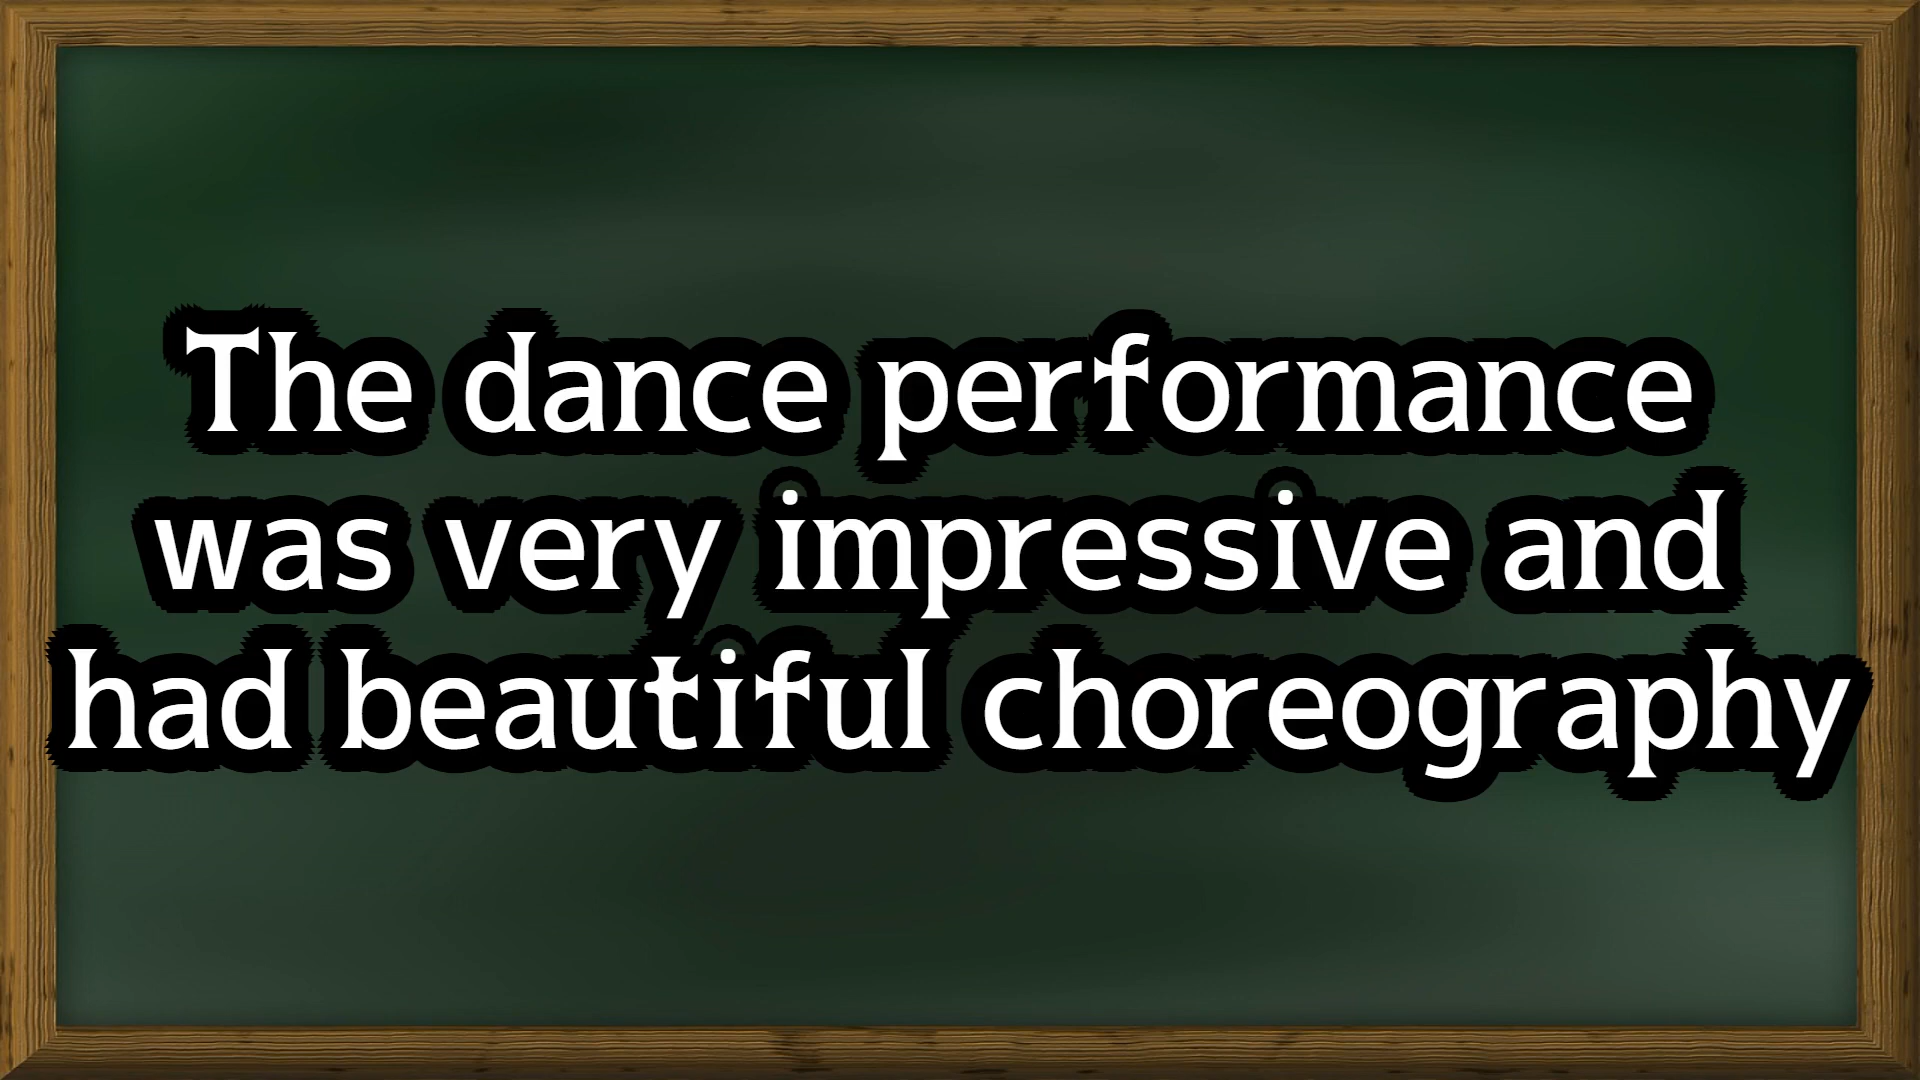 The dance performance
was very impressive and
had beautiful choreography